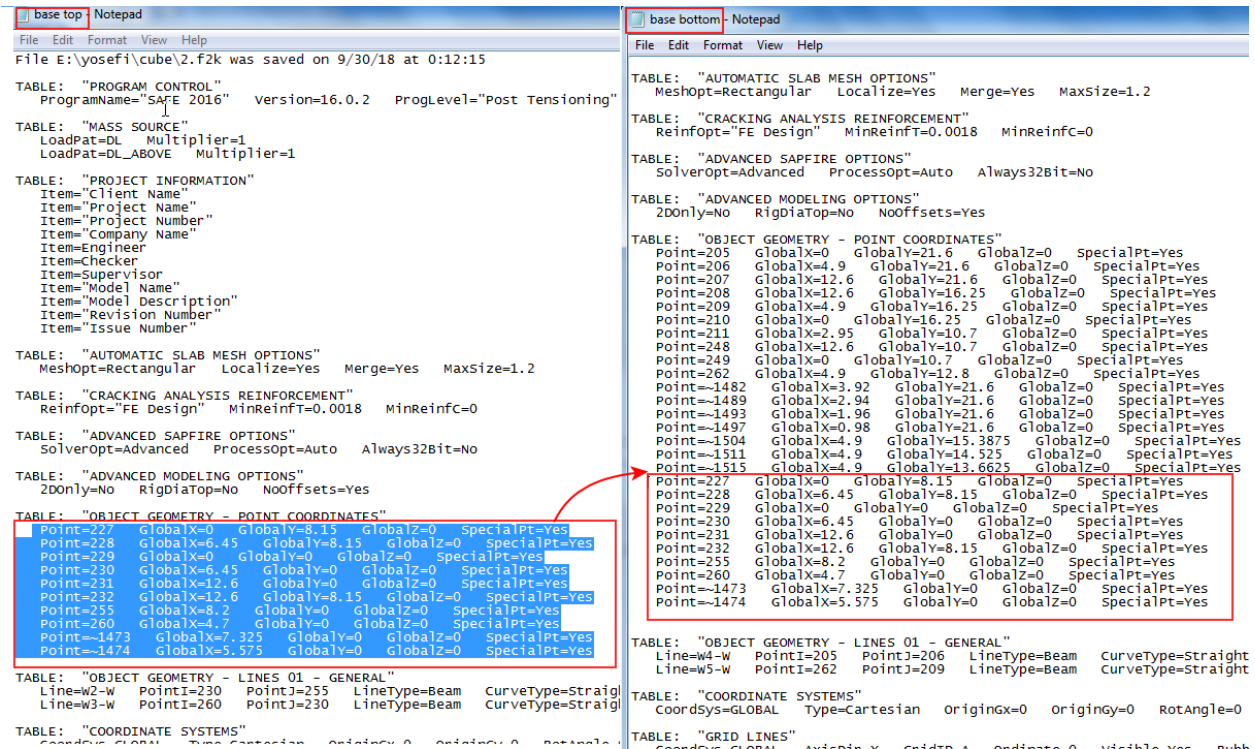 base top - Notepad
File Edit Format View Help
File E:\yosefi\cube\2.f2k was saved on 9/30/18 at 0:12:15
TABLE: "PROGRAM CONTROL"
ProgramName="SAFE 2016" Version=16.0.2 ProgLevel="Post Tensioning"
TABLE: "MASS SOURCE"
LoadPat=DL Multiplier=1
LoadPat=DL_ABOVE Multiplier=1
TABLE: "PROJECT INFORMATION"
Item="Client Name"
Item="Project Name"
Item="Project Number"
Item="Company Name"
Item=Engineer
Item=Checker
Item=Supervisor
Item="Model Name"
Item="Model Description"
Item="Revision Number"
Item="Issue Number"
TABLE: "AUTOMATIC SLAB MESH OPTIONS"
MeshOpt=Rectangular Localize=Yes Merge=Yes MaxSize=1.2
TABLE: "CRACKING ANALYSIS REINFORCEMENT"
ReinfOpt="FE Design" MinReinfT=0.0018 MinReinfC=0
TABLE: "ADVANCED SAPFIRE OPTIONS"
SolverOpt=Advanced ProcessOpt=Auto Always32Bit=No
TABLE: "ADVANCED MODELING OPTIONS"
2DOnly=No RigDiaTop=No NoOffsets=Yes
TABLE: "OBJECT GEOMETRY - POINT COORDINATES"
Point=227 GlobalX=0 GlobalY=8.15 GlobalZ=0 SpecialPt=Yes
Point=228 GlobalX=6.45 GlobalY=8.15 GlobalZ=0 SpecialPt=Yes
Point=229 GlobalX=0 GlobalY=0 GlobalZ=0 SpecialPt=Yes
Point=230 GlobalX=6.45 GlobalY=0 GlobalZ=0 SpecialPt=Yes
Point=231 GlobalX=12.6 GlobalY=0 GlobalZ=0 SpecialPt=Yes
Point=232 GlobalX=12.6 GlobalY=8.15 GlobalZ=0 SpecialPt=Yes
Point=255 GlobalX=8.2 GlobalY=0 GlobalZ=0 SpecialPt=Yes
Point=260 GlobalX=4.7 GlobalY=0 GlobalZ=0 SpecialPt=Yes
Point=~1473 GlobalX=7.325 GlobalY=0 GlobalZ=0 SpecialPt=Yes
Point=~1474 GlobalX=5.575 GlobalY=0 GlobalZ=0 SpecialPt=Yes
TABLE: "OBJECT GEOMETRY - LINES 01 - GENERAL"
Line=W2-W PointI=230 PointJ=255 LineType=Beam CurveType=Straig
Line=W3-W PointI=260 PointJ=230 LineType=Beam CurveType=Straig
TABLE: "COORDINATE SYSTEMS"
CoordSys=GLOBAL Type=Cartesian OriginGx=0 OriginGy=0 RotAngle
base bottom - Notepad
File Edit Format View Help
TABLE: "AUTOMATIC SLAB MESH OPTIONS"
MeshOpt=Rectangular Localize=Yes Merge=Yes MaxSize=1.2
TABLE: "CRACKING ANALYSIS REINFORCEMENT"
ReinfOpt="FE Design" MinReinfT=0.0018 MinReinfC=0
TABLE: "ADVANCED SAPFIRE OPTIONS"
SolverOpt=Advanced ProcessOpt=Auto Always32Bit=No
TABLE: "ADVANCED MODELING OPTIONS"
2DOnly=No RigDiaTop=No NoOffsets=Yes
TABLE: "OBJECT GEOMETRY - POINT COORDINATES"
Point=205 GlobalX=0 GlobalY=21.6 GlobalZ=0 SpecialPt=Yes
Point=206 GlobalX=4.9 GlobalY=21.6 GlobalZ=0 SpecialPt=Yes
Point=207 GlobalX=12.6 GlobalY=21.6 GlobalZ=0 SpecialPt=Yes
Point=208 GlobalX=12.6 GlobalY=16.25 GlobalZ=0 SpecialPt=Yes
Point=209 GlobalX=4.9 GlobalY=16.25 GlobalZ=0 SpecialPt=Yes
Point=210 GlobalX=0 GlobalY=16.25 GlobalZ=0 SpecialPt=Yes
Point=211 GlobalX=2.95 GlobalY=10.7 GlobalZ=0 SpecialPt=Yes
Point=248 GlobalX=12.6 GlobalY=10.7 GlobalZ=0 SpecialPt=Yes
Point=249 GlobalX=0 GlobalY=10.7 GlobalZ=0 SpecialPt=Yes
Point=262 GlobalX=4.9 GlobalY=12.8 GlobalZ=0 SpecialPt=Yes
Point=~1482 GlobalX=3.92 GlobalY=21.6 GlobalZ=0 SpecialPt=Yes
Point=~1489 GlobalX=2.94 GlobalY=21.6 GlobalZ=0 SpecialPt=Yes
Point=~1493 GlobalX=1.96 GlobalY=21.6 GlobalZ=0 SpecialPt=Yes
Point=~1497 GlobalX=0.98 GlobalY=21.6 GlobalZ=0 SpecialPt=Yes
Point=~1504 GlobalX=4.9 GlobalY=15.3875 GlobalZ=0 SpecialPt=Yes
Point=~1511 GlobalX=4.9 GlobalY=14.525 GlobalZ=0 SpecialPt=Yes
Point=~1515 GlobalX=4.9 GlobalY=13.6625 GlobalZ=0 SpecialPt=Yes
Point=227 GlobalX=0 GlobalY=8.15 GlobalZ=0 SpecialPt=Yes
Point=228 GlobalX=6.45 GlobalY=8.15 GlobalZ=0 SpecialPt=Yes
Point=229 GlobalX=0 GlobalY=0 GlobalZ=0 SpecialPt=Yes
Point=230 GlobalX=6.45 GlobalY=0 GlobalZ=0 SpecialPt=Yes
Point=231 GlobalX=12.6 GlobalY=0 GlobalZ=0 SpecialPt=Yes
Point=232 GlobalX=12.6 GlobalY=8.15 GlobalZ=0 SpecialPt=Yes
Point=255 GlobalX=8.2 GlobalY=0 GlobalZ=0 SpecialPt=Yes
Point=260 GlobalX=4.7 GlobalY=0 GlobalZ=0 SpecialPt=Yes
Point=~1473 GlobalX=7.325 GlobalY=0 GlobalZ=0 SpecialPt=Yes
Point=~1474 GlobalX=5.575 GlobalY=0 GlobalZ=0 SpecialPt=Yes
TABLE: "OBJECT GEOMETRY - LINES 01 - GENERAL"
Line=W4-W PointI=205 PointJ=206 LineType=Beam CurveType=Straight
Line=W5-W PointI=262 PointJ=209 LineType=Beam CurveType=Straight
TABLE: "COORDINATE SYSTEMS"
CoordSys=GLOBAL Type=Cartesian OriginGx=0 OriginGy=0 RotAngle=0
TABLE: "GRID LINES"
CoordSys=GLOBAL AxisDir=X GridID=A Ordinate=0 Visible=Yes Bubb